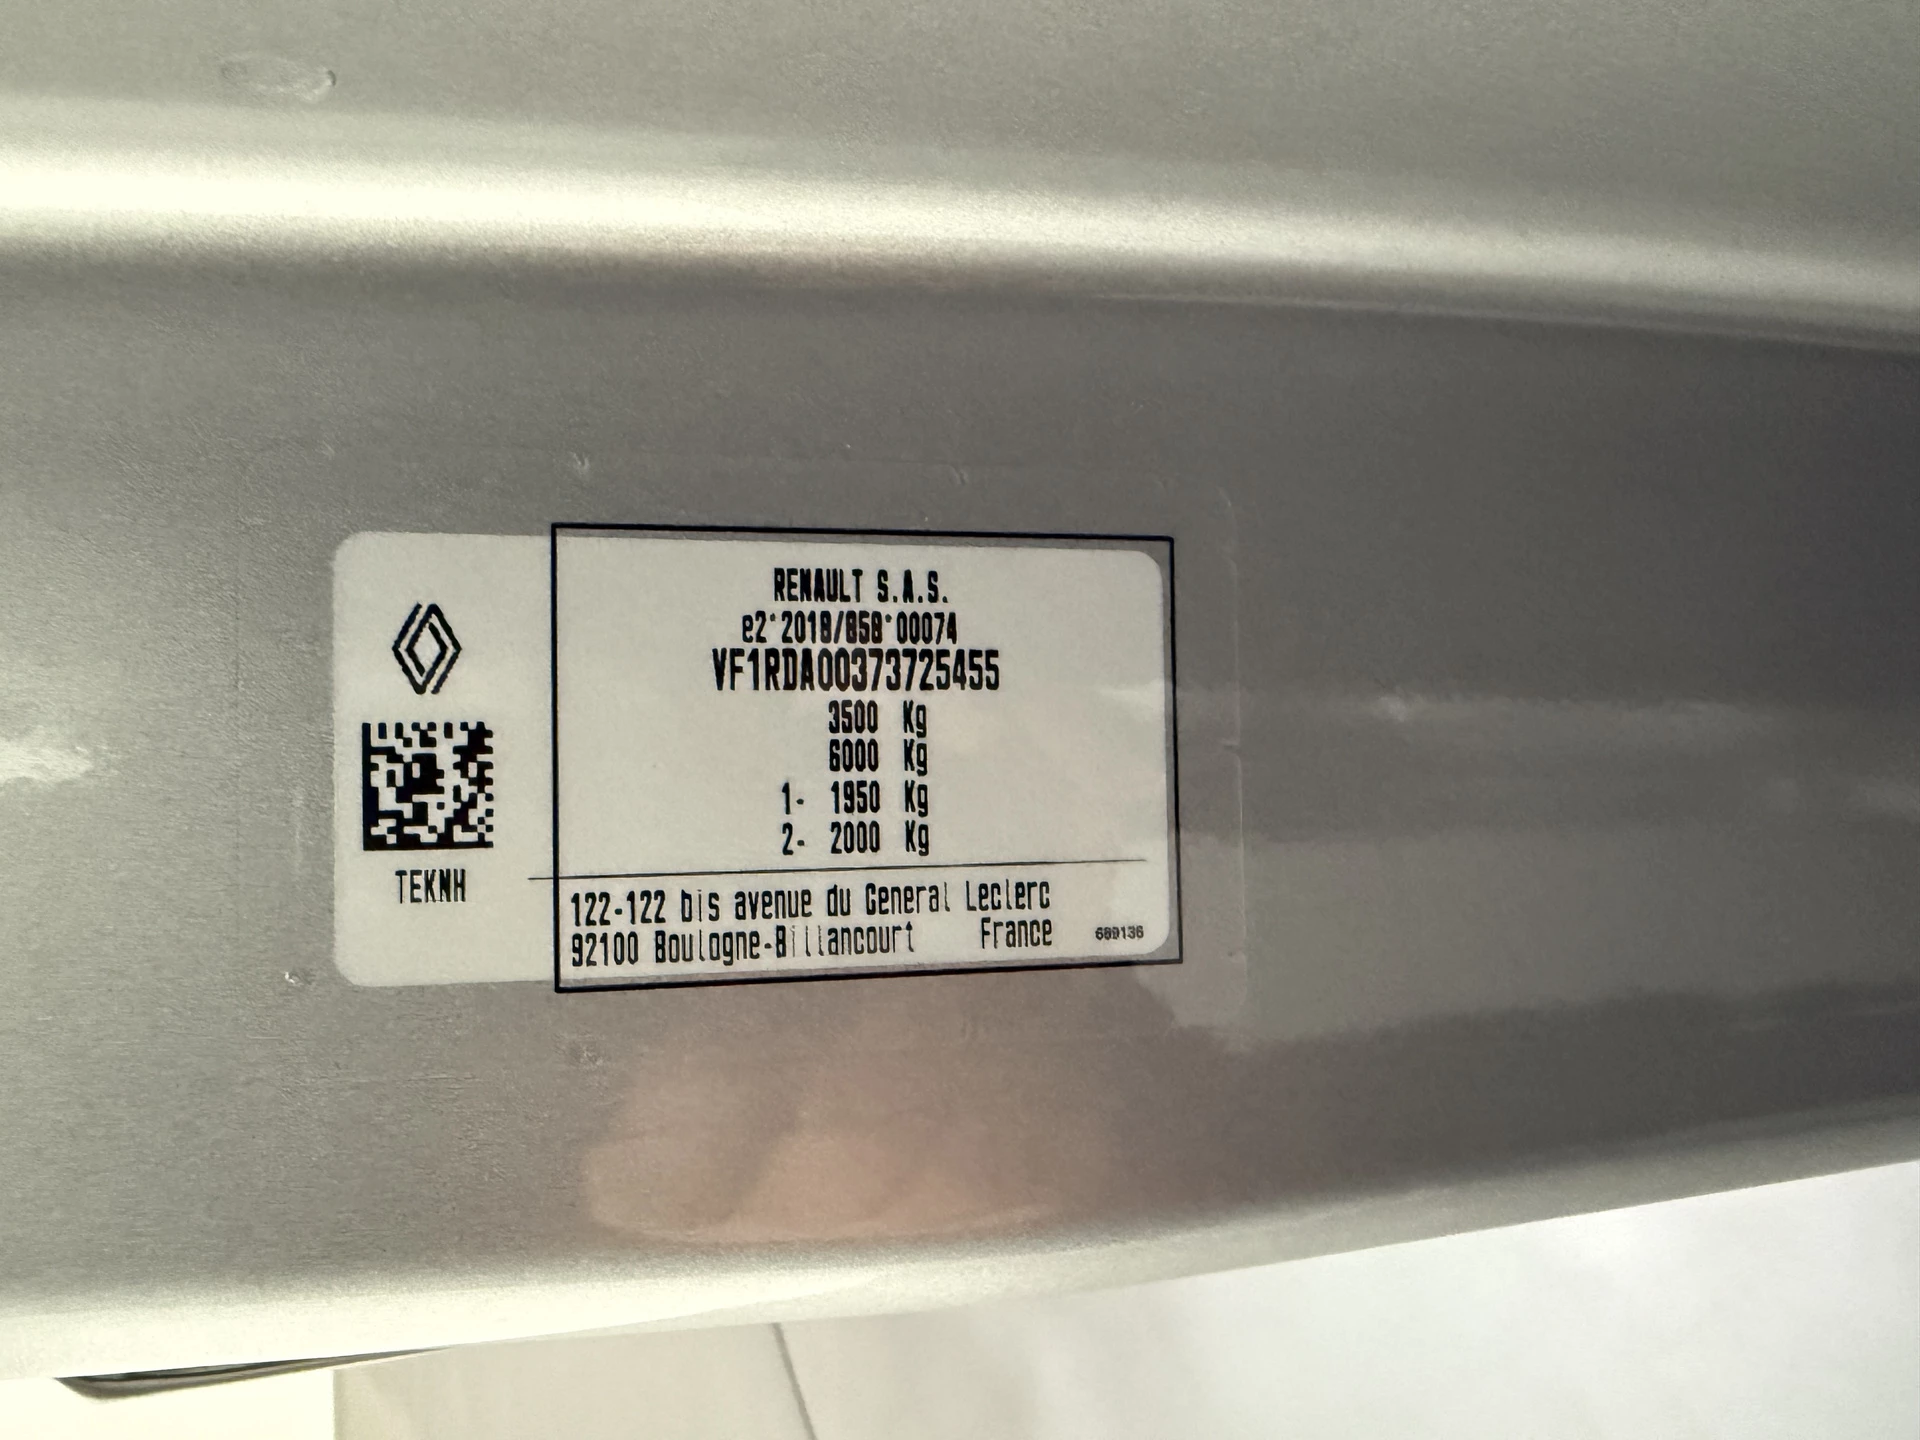 RENAULT S.A.S.
e2*2018/858*00074
VF1RDA00373725455
3500 Kg
6000 Kg
1- 1950 Kg
2- 2000 Kg
TEKNH
122-122 bis avenue du General Leclerc
92100 Boulogne-Billancourt France
689136